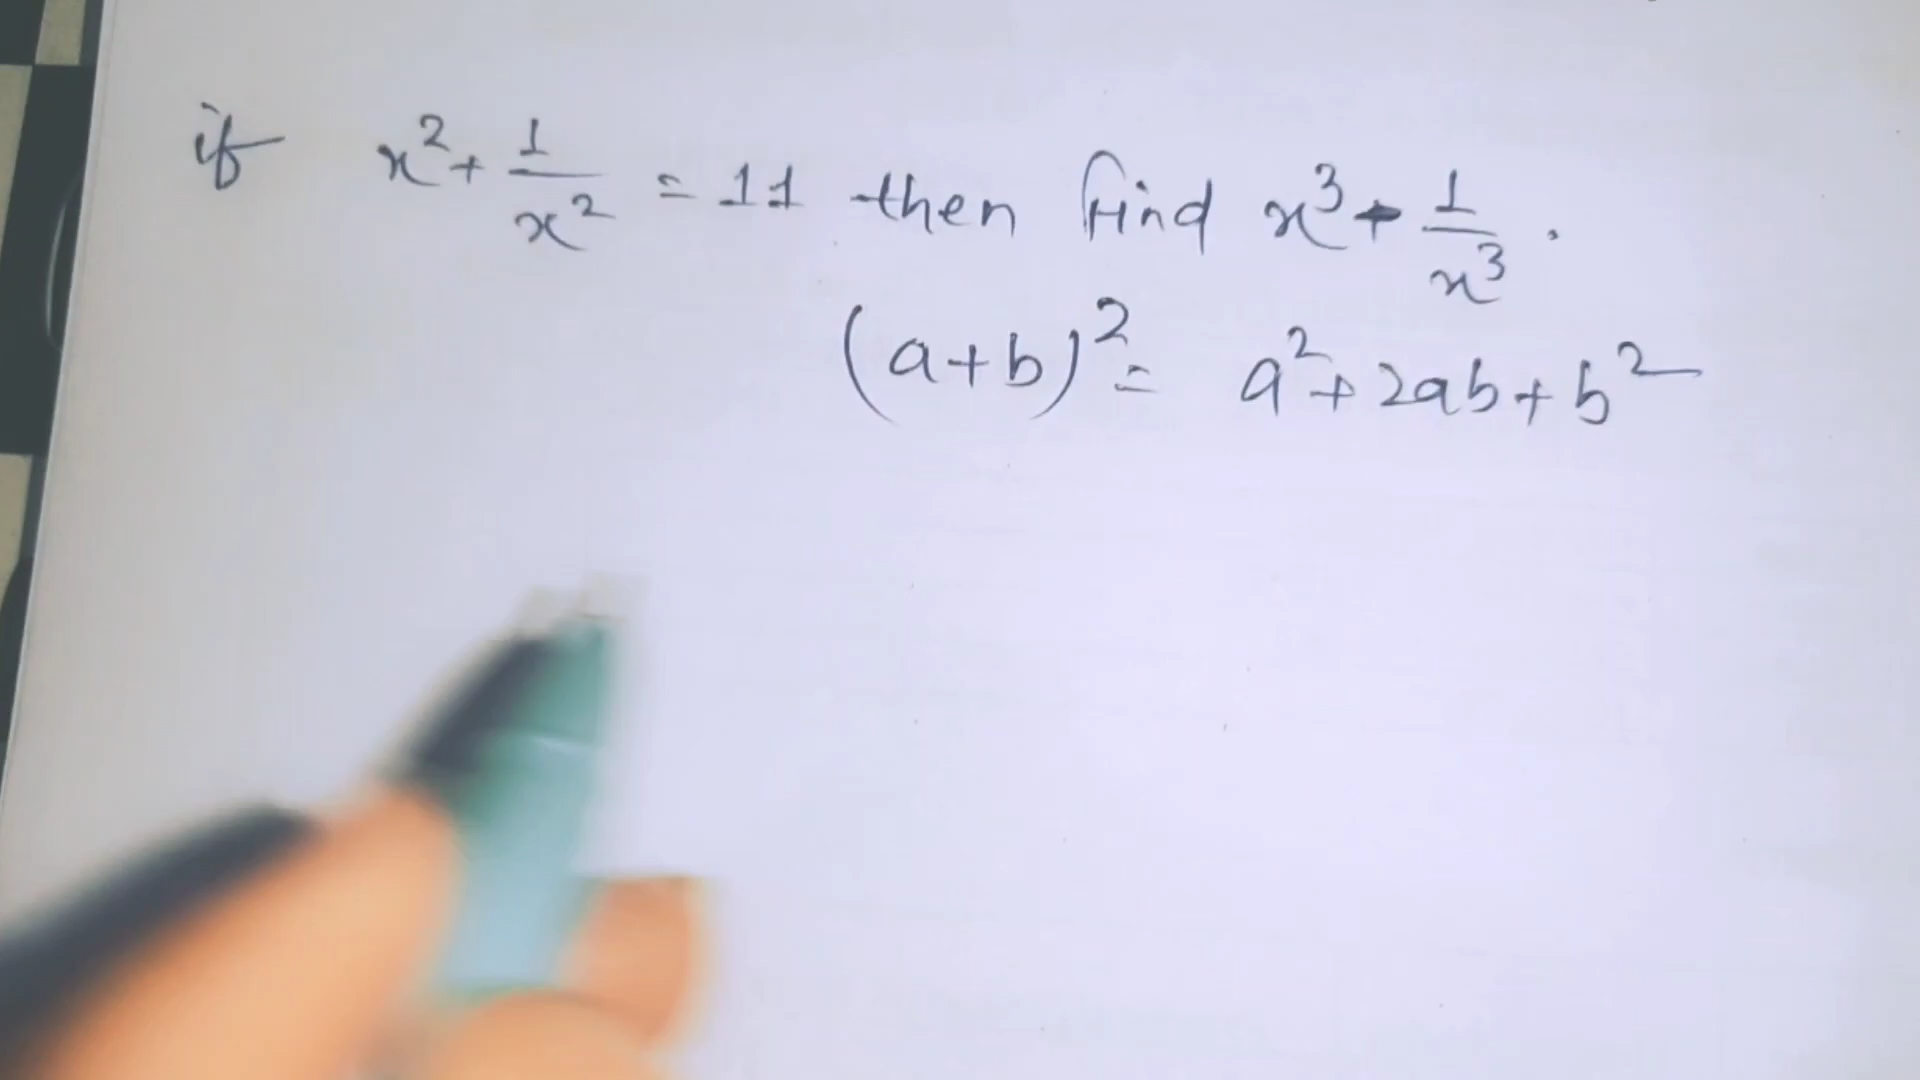 if x² + 1/x² = 11 then find x³ - 1/x³ .
(a+b)² = a² + 2ab + b²